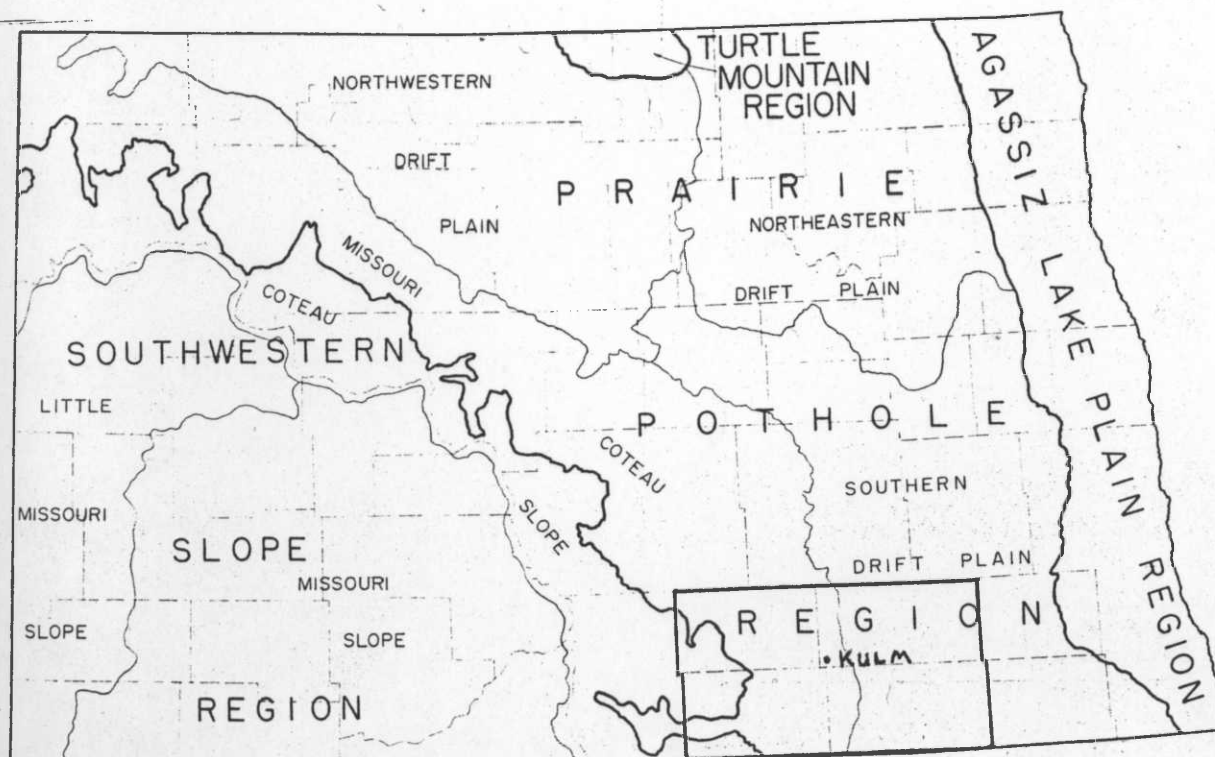 TURTLE
MOUNTAIN
REGION
AGASSIZ LAKE PLAIN REGION
NORTHWESTERN
DRIFT
PLAIN
PRAIRIE
NORTHEASTERN
DRIFT PLAIN
MISSOURI
COTEAU
SOUTHWESTERN
LITTLE
MISSOURI
SLOPE
POTHOLE
COTEAU
SLOPE
SOUTHERN
DRIFT PLAIN
SLOPE
MISSOURI
SLOPE
REGION
REGION
KULM